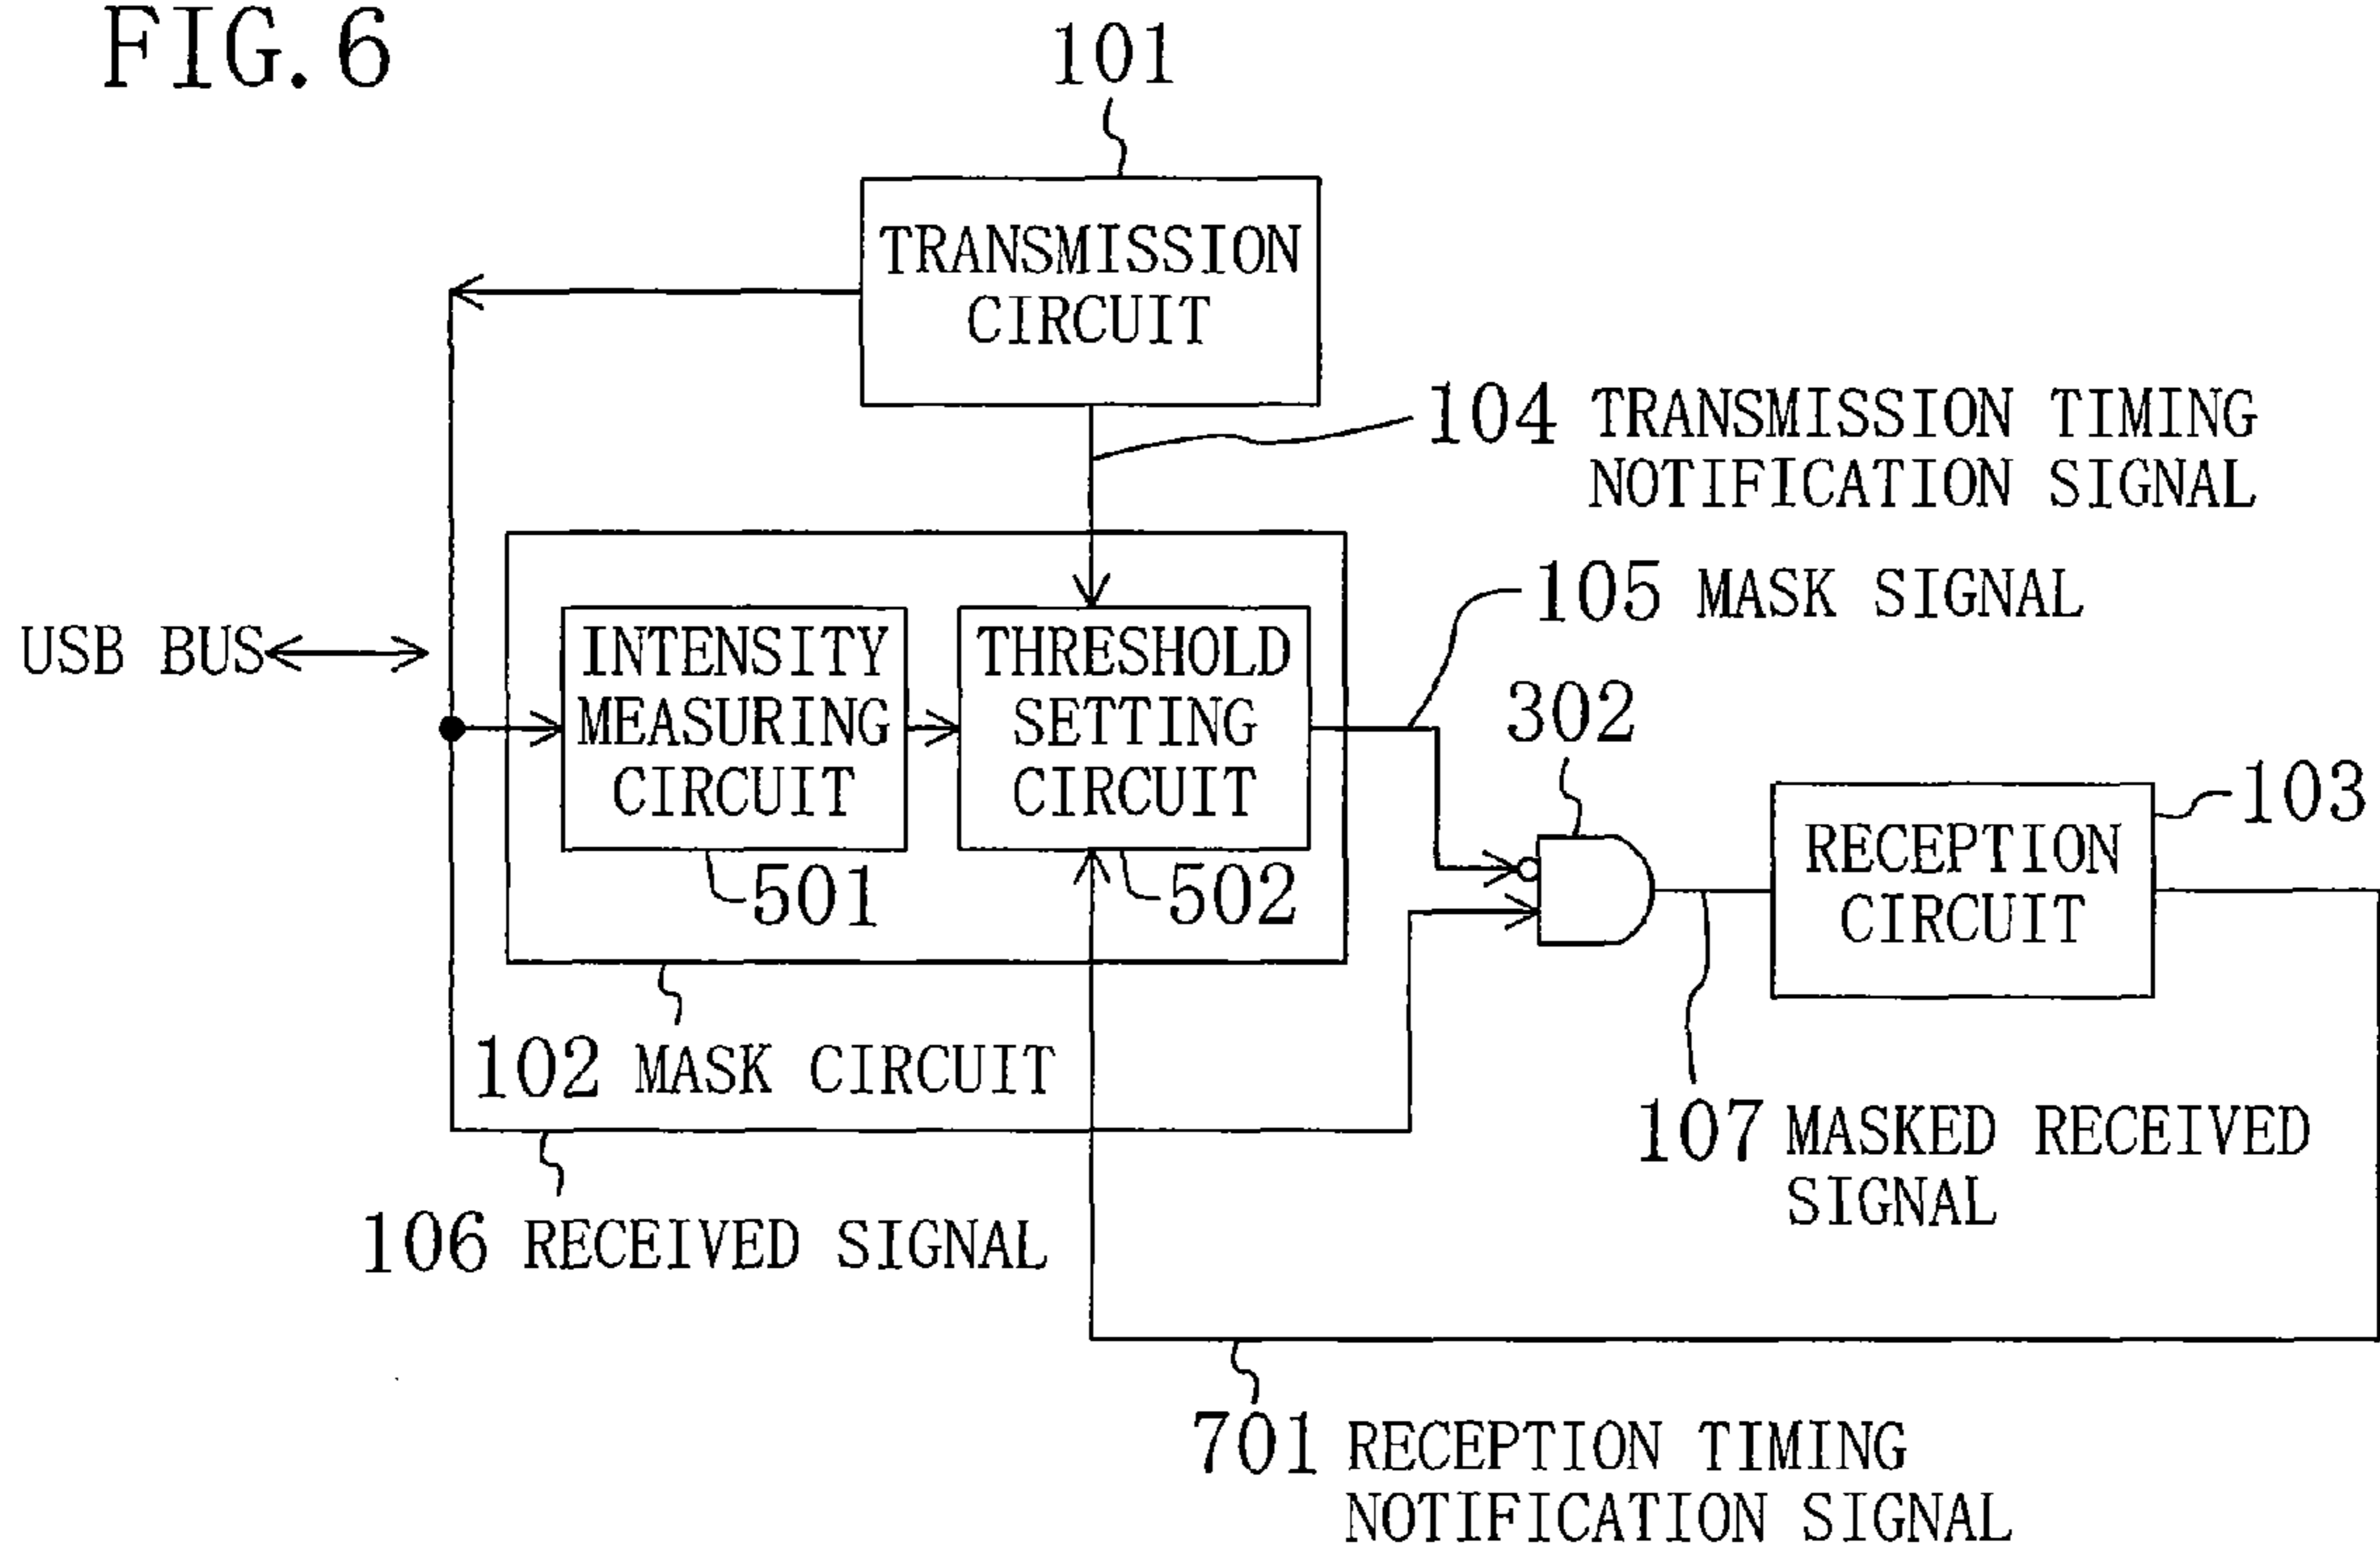 FIG. 6
101
TRANSMISSION
CIRCUIT
104 TRANSMISSION TIMING
NOTIFICATION SIGNAL
105 MASK SIGNAL
USB BUS
INTENSITY
MEASURING
CIRCUIT
501
THRESHOLD
SETTING
CIRCUIT
502
302
RECEPTION
CIRCUIT
103
102 MASK CIRCUIT
107 MASKED RECEIVED
SIGNAL
106 RECEIVED SIGNAL
701 RECEPTION TIMING
NOTIFICATION SIGNAL